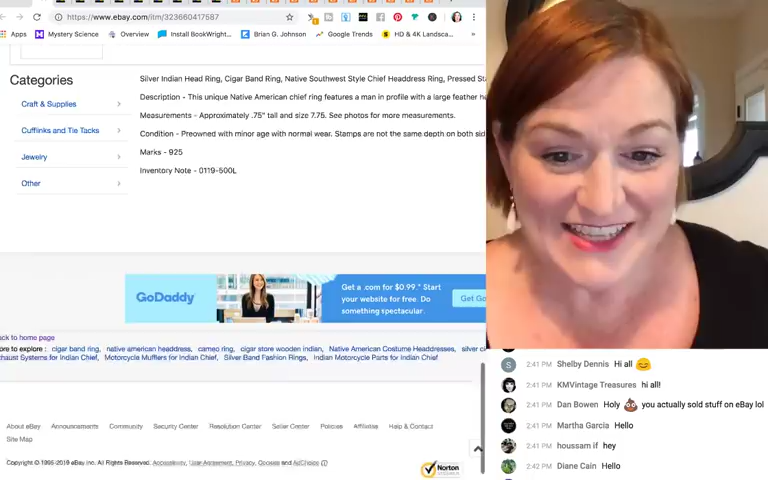 https://www.ebay.com/itm/323660417587
Apps
Mystery Science
Overview
Install BookWright...
Brian G. Johnson
Google Trends
HD & 4K Landsca...
Categories
Craft & Supplies
Cufflinks and Tie Tacks
Jewelry
Other
Silver Indian Head Ring, Cigar Band Ring, Native Southwest Style Chief Headdress Ring, Pressed Sta
Description - This unique Native American chief ring features a man in profile with a large feather he
Measurements - Approximately .75" tall and size 7.75. See photos for more measurements.
Condition - Preowned with minor age with normal wear. Stamps are not the same depth on both sid
Marks - 925
Inventory Note - 0119-500L
GoDaddy
Get a .com for $0.99.* Start
your website for free. Do
something spectacular.
Get Go
ack to home page
ore to explore : cigar band ring, native american headdress, cameo ring, cigar store wooden indian, Native American Costume Headdresses, silver ci
xhaust Systems for Indian Chief, Motorcycle Mufflers for Indian Chief, Silver Band Fashion Rings, Indian Motorcycle Parts for Indian Chief
About eBay
Announcements
Community
Security Center
Resolution Center
Seller Center
Policies
Affiliates
Help & Contact
Site Map
Copyright © 1995-2019 eBay Inc. All Rights Reserved. Accessibility, User Agreement, Privacy, Cookies and AdChoice
Norton
S
2:41 PM Shelby Dennis Hi all 😊
2:41 PM KMVintage Treasures hi all!
2:41 PM Dan Bowen Holy 💩 you actually sold stuff on eBay lol
2:41 PM Martha Garcia Hello
2:41 PM houssam if hey
2:42 PM Diane Cain Hello